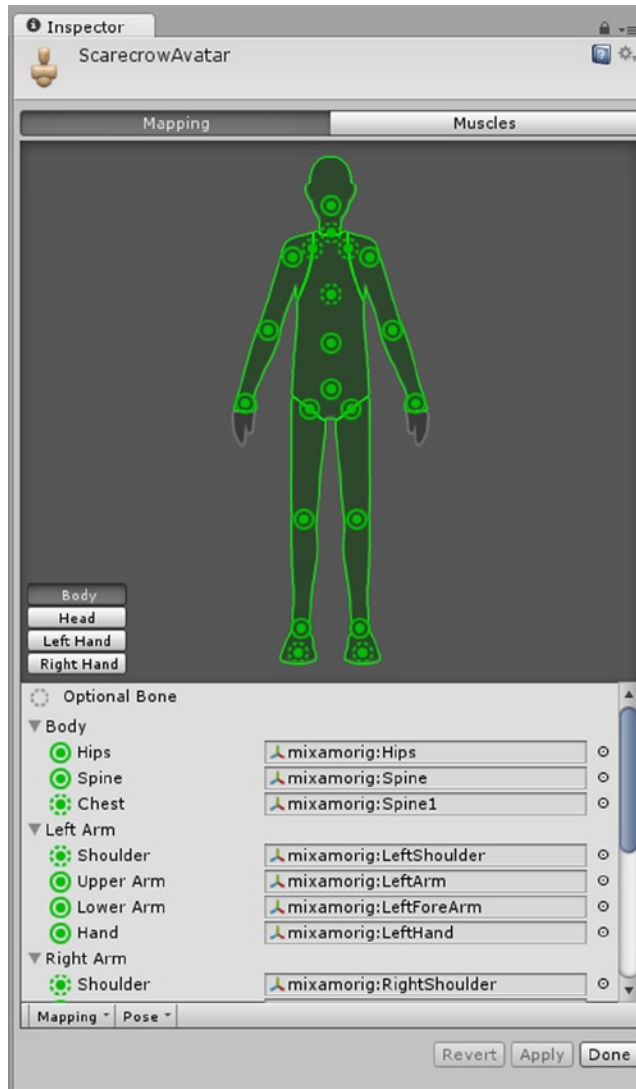 Inspector
ScarecrowAvatar
Mapping Muscles
Body
Head
Left Hand
Right Hand
Optional Bone
Body
Hips mixamorig:Hips
Spine mixamorig:Spine
Chest mixamorig:Spine1
Left Arm
Shoulder mixamorig:LeftShoulder
Upper Arm mixamorig:LeftArm
Lower Arm mixamorig:LeftForeArm
Hand mixamorig:LeftHand
Right Arm
Shoulder mixamorig:RightShoulder
Mapping Pose
Revert Apply Done